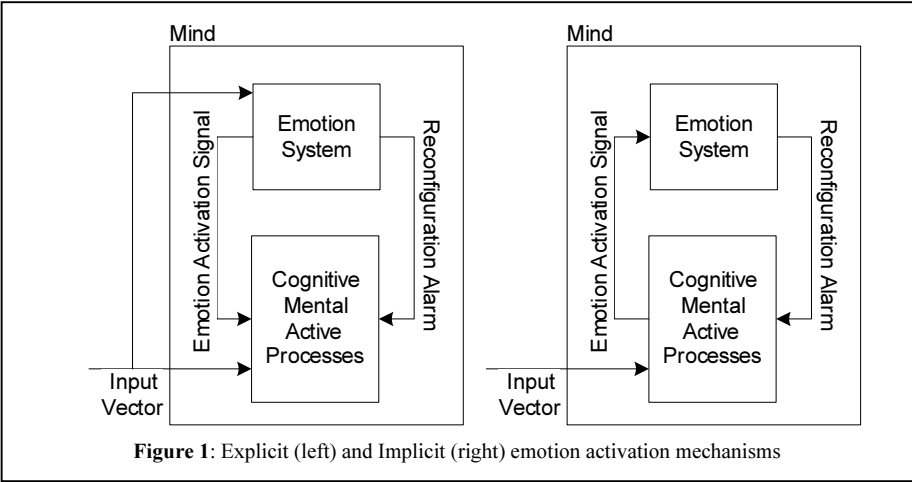 Mind
Emotion
System
Emotion Activation Signal
Reconfiguration Alarm
Cognitive
Mental
Active
Processes
Input
Vector
Mind
Emotion
System
Emotion Activation Signal
Reconfiguration Alarm
Cognitive
Mental
Active
Processes
Input
Vector
Figure 1: Explicit (left) and Implicit (right) emotion activation mechanisms